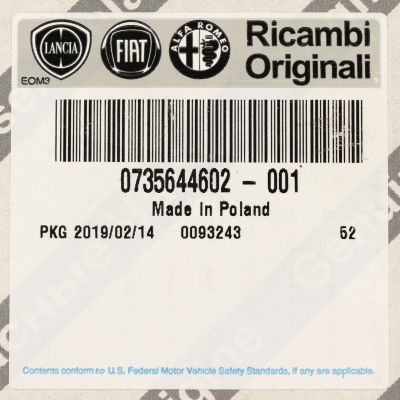 LANCIA FIAT ALFA ROMEO Ricambi
Originali
EOM3
0735644602 - 001
Made in Poland
PKG 2019/02/14 0093243 52
Contents conform to U.S. Federal Motor Vehicle Safety Standards, if any are applicable.